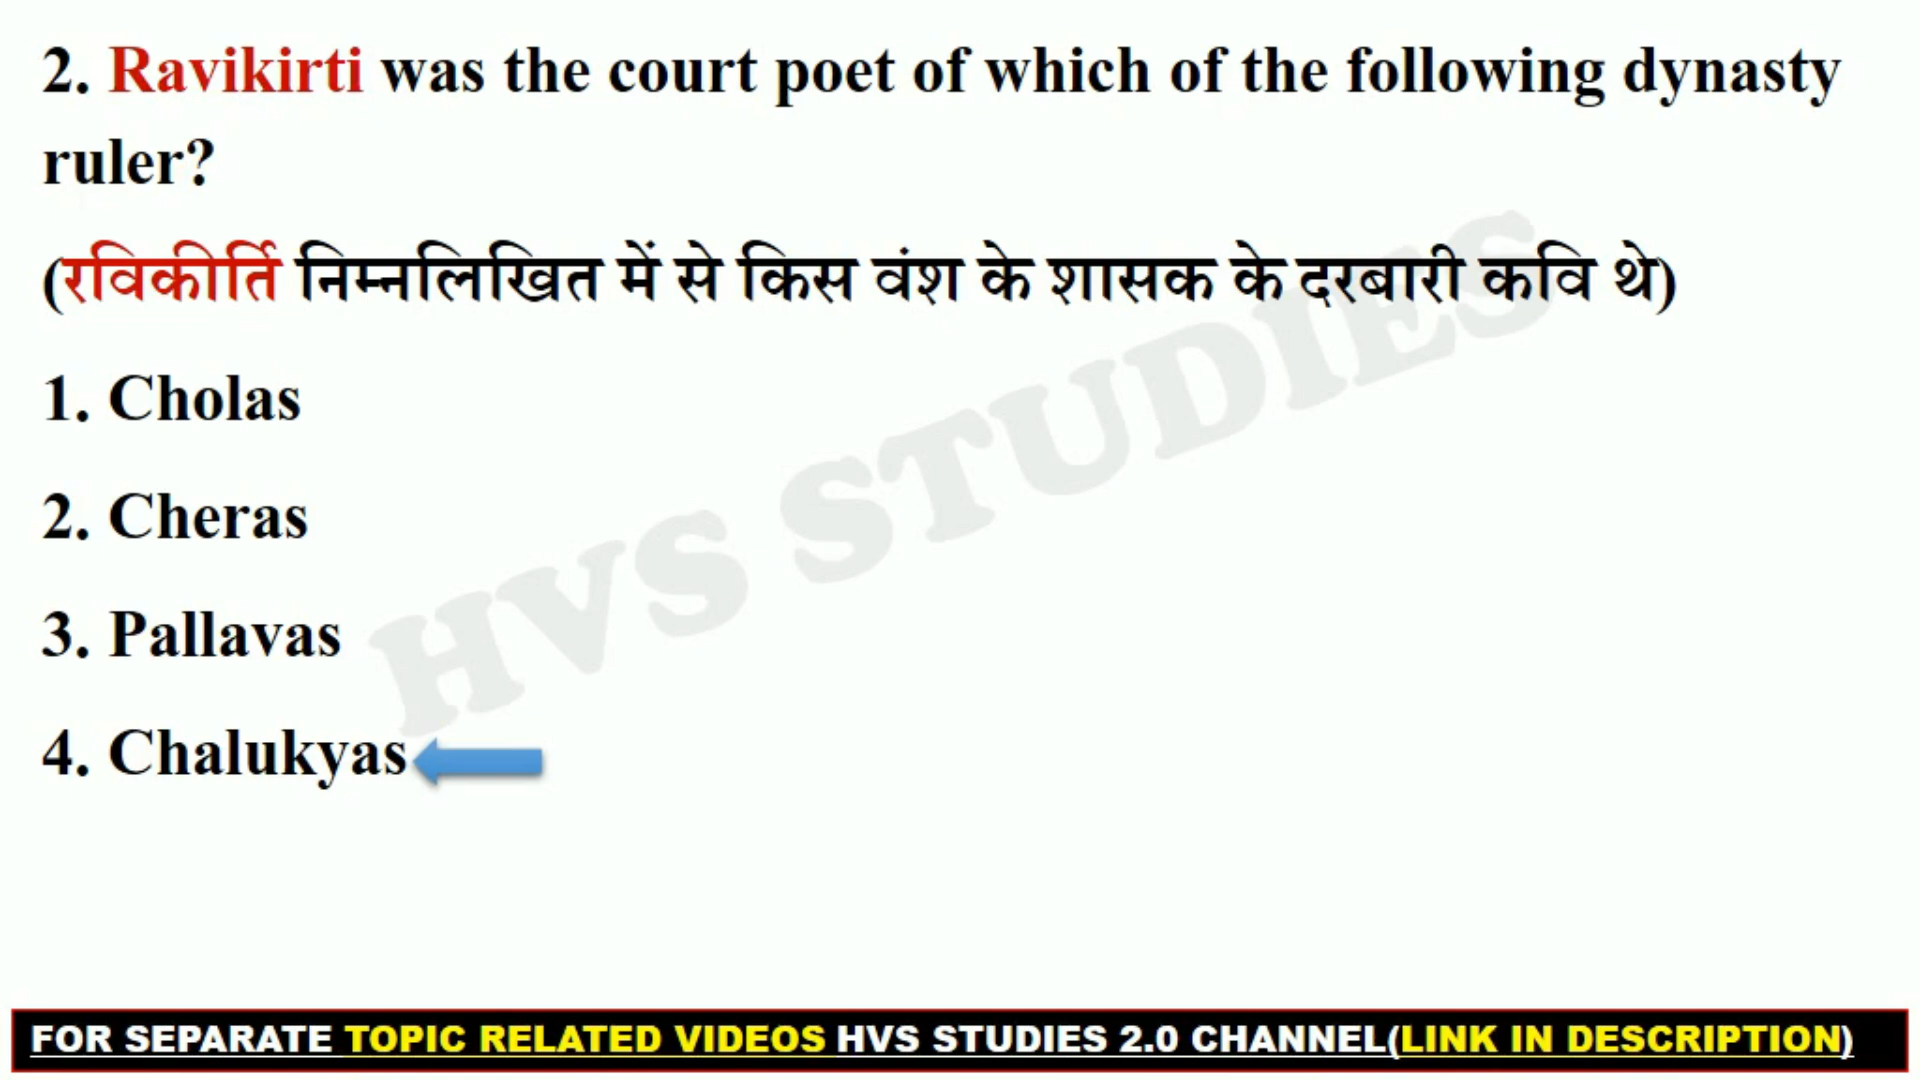 2. Ravikirti was the court poet of which of the following dynasty
ruler?
(रविकीर्ति निम्नलिखित में से किस वंश के शासक के दरबारी कवि थे)
1. Cholas
2. Cheras
3. Pallavas
4. Chalukyas
HVS STUDIES
FOR SEPARATE TOPIC RELATED VIDEOS HVS STUDIES 2.0 CHANNEL(LINK IN DESCRIPTION)